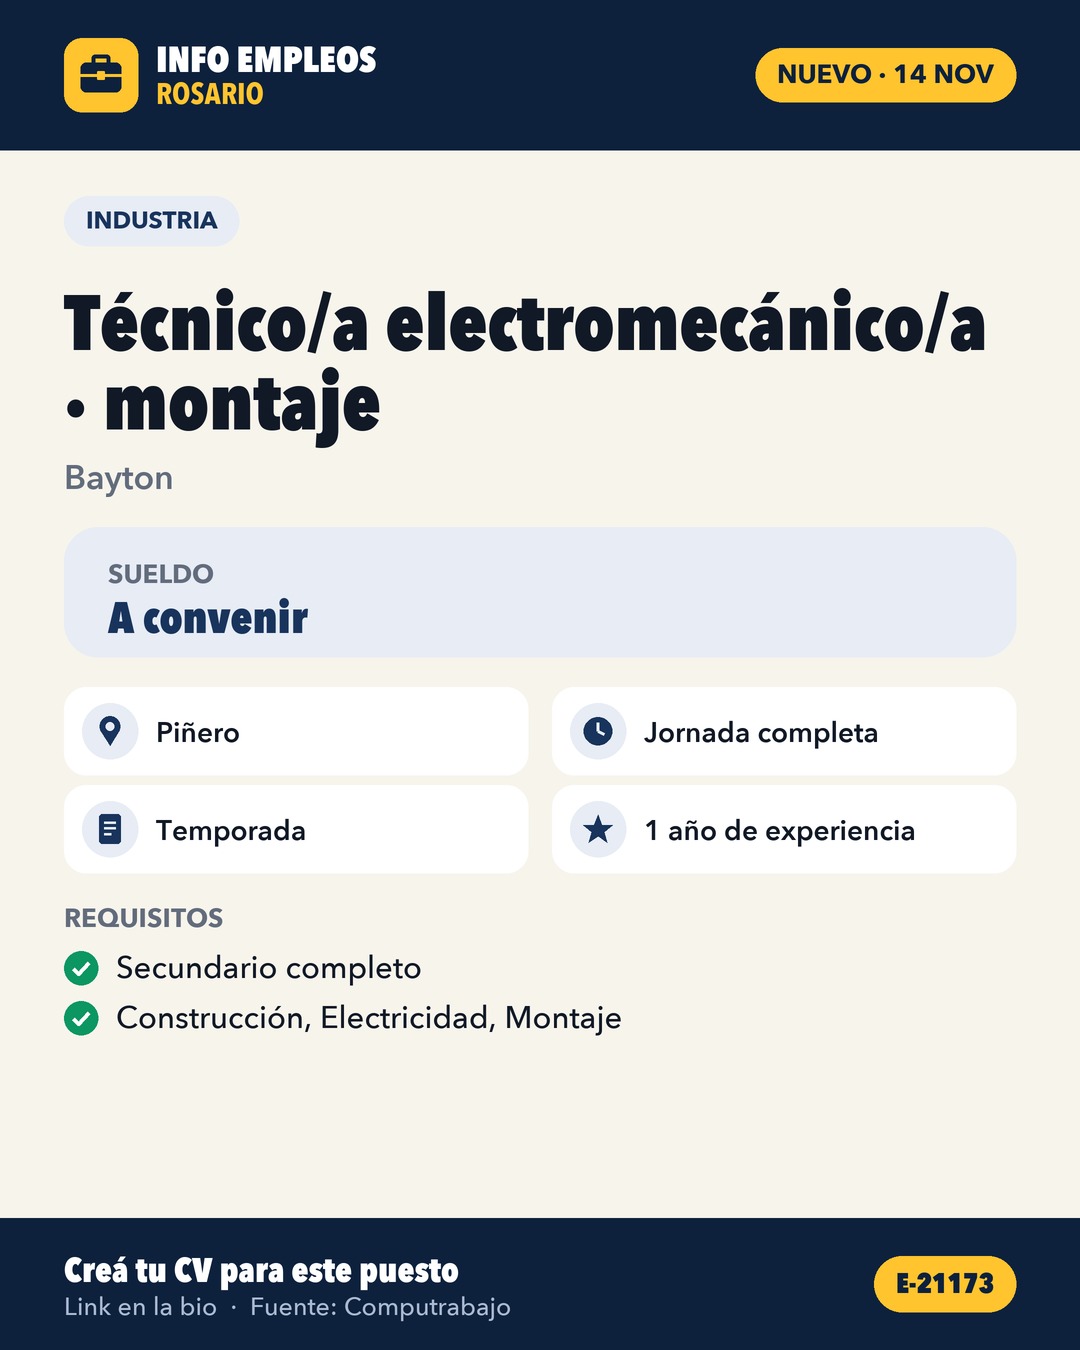 INFO EMPLEOS
ROSARIO
NUEVO · 14 NOV
INDUSTRIA
Técnico/a electromecánico/a
· montaje
Bayton
SUELDO
A convenir
Piñero
Jornada completa
Temporada
1 año de experiencia
REQUISITOS
Secundario completo
Construcción, Electricidad, Montaje
Creá tu CV para este puesto
Link en la bio · Fuente: Computrabajo
E-21173